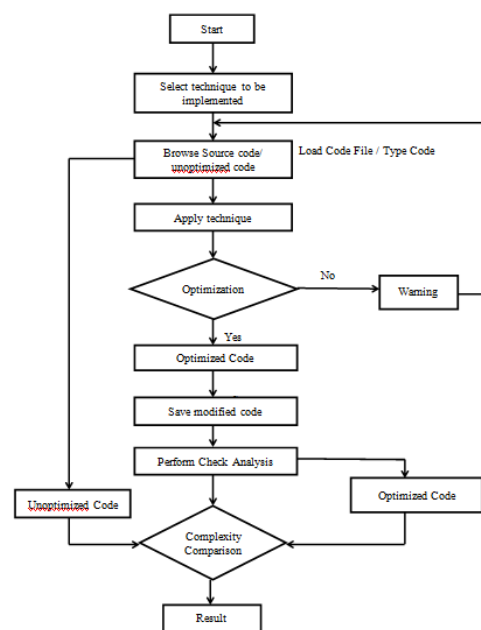 Start
Select technique to be
implemented
Browse Source code/
unoptimized code
Load Code File / Type Code
Apply technique
Optimization
No
Warning
Yes
Optimized Code
Save modified code
Perform Check Analysis
Unoptimized Code
Optimized Code
Complexity
Comparison
Result